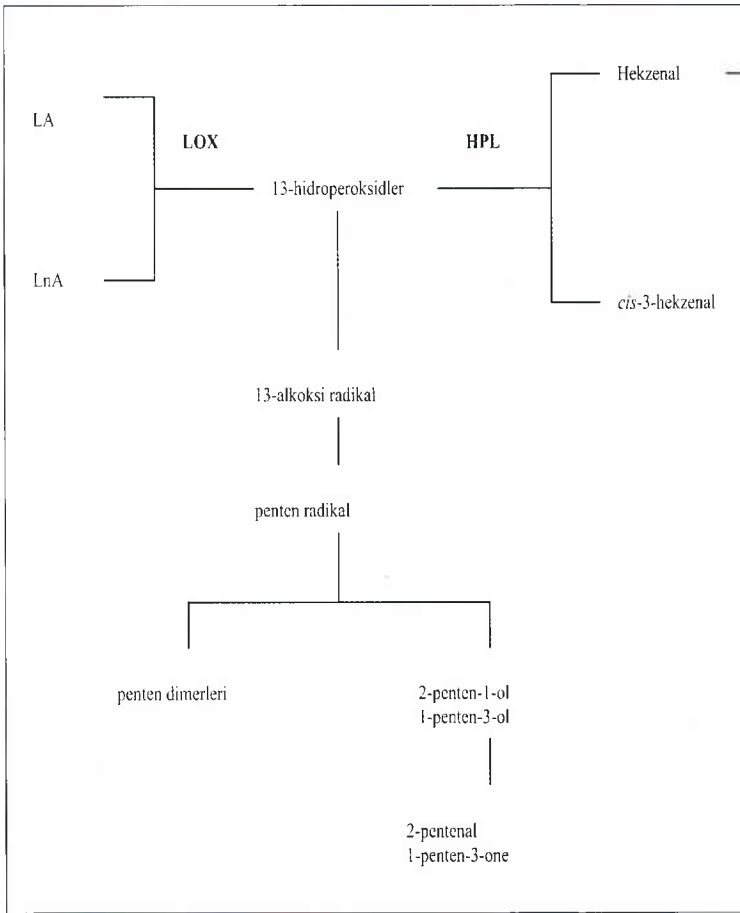 Hekzenal
LA
LOX
HPL
13-hidroperoksidler
LnA
cis-3-hekzenal
13-alkoksi radikal
penten radikal
penten dimerleri
2-penten-1-ol
1-penten-3-ol
2-pentenal
1-penten-3-one